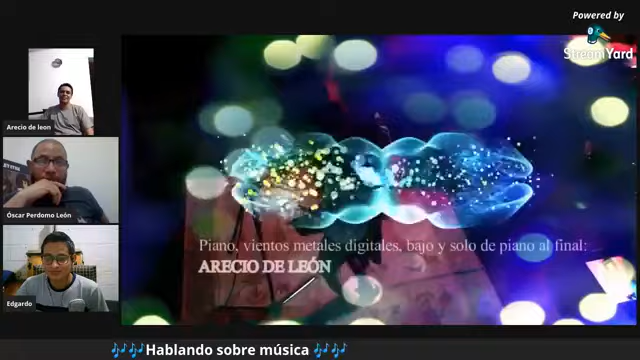 Powered by
StreamYard
Arecio de leon
Óscar Perdomo León
Edgardo
Piano, vientos metales digitales, bajo y solo de piano al final:
ARECIO DE LEÓN
🎶🎶Hablando sobre música 🎶🎶